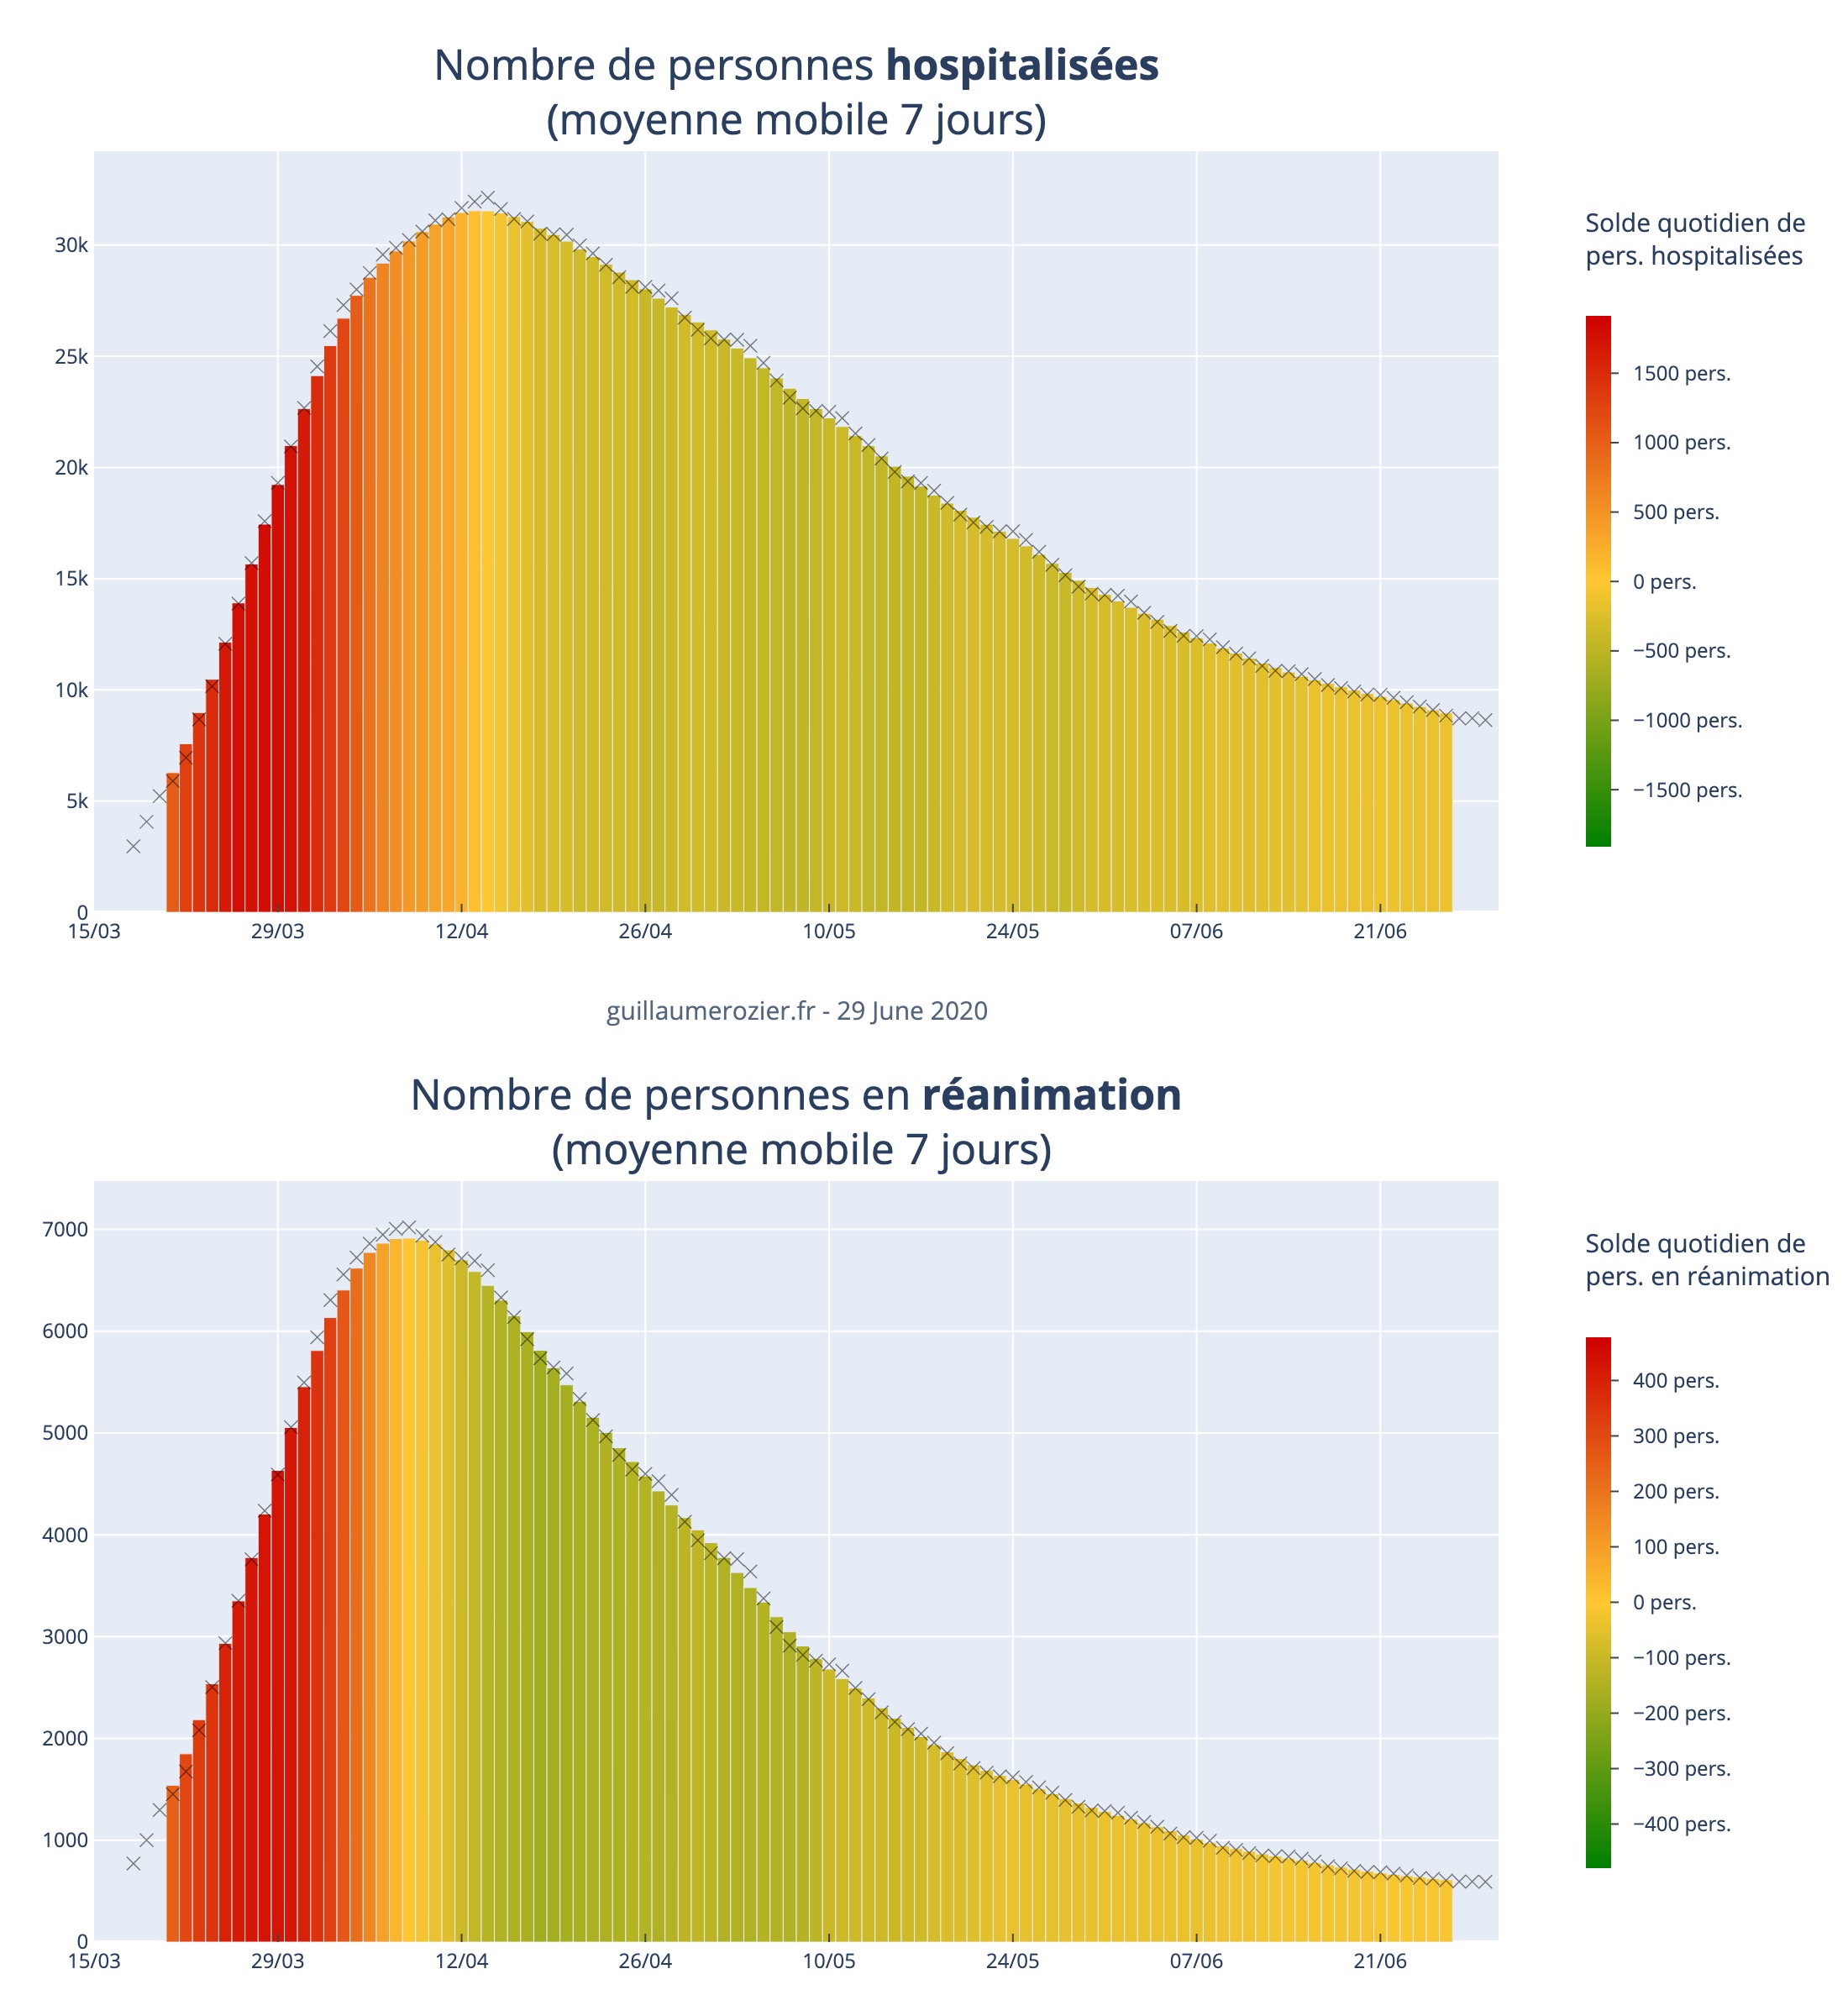 Nombre de personnes hospitalisées
(moyenne mobile 7 jours)
Solde quotidien de
pers. hospitalisées
30k
25k
20k
15k
10k
5k
0
15/03 29/03 12/04 26/04 10/05 24/05 07/06 21/06
1500 pers.
1000 pers.
500 pers.
0 pers.
−500 pers.
−1000 pers.
−1500 pers.
guillaumerozier.fr - 29 June 2020
Nombre de personnes en réanimation
(moyenne mobile 7 jours)
Solde quotidien de
pers. en réanimation
7000
6000
5000
4000
3000
2000
1000
0
15/03 29/03 12/04 26/04 10/05 24/05 07/06 21/06
400 pers.
300 pers.
200 pers.
100 pers.
0 pers.
−100 pers.
−200 pers.
−300 pers.
−400 pers.